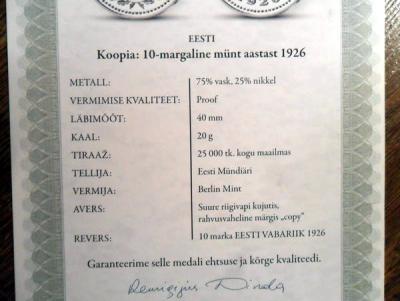 EESTI
Koopia: 10-margaline münt aastast 1926
METALL: 75% vask, 25% nikkel
VERMIMISE KVALITEET: Proof
LÄBIMÕÕT: 40 mm
KAAL: 20 g
TIRAAŽ: 25 000 tk. kogu maailmas
TELLIJA: Eesti Mündiäri
VERMIJA: Berlin Mint
AVERS: Suure riigivapi kujutis,
rahvusvaheline märgis „copy”
REVERS: 10 marka EESTI VABARIIK 1926
Garanteerime selle medali ehtsuse ja kõrge kvaliteedi.